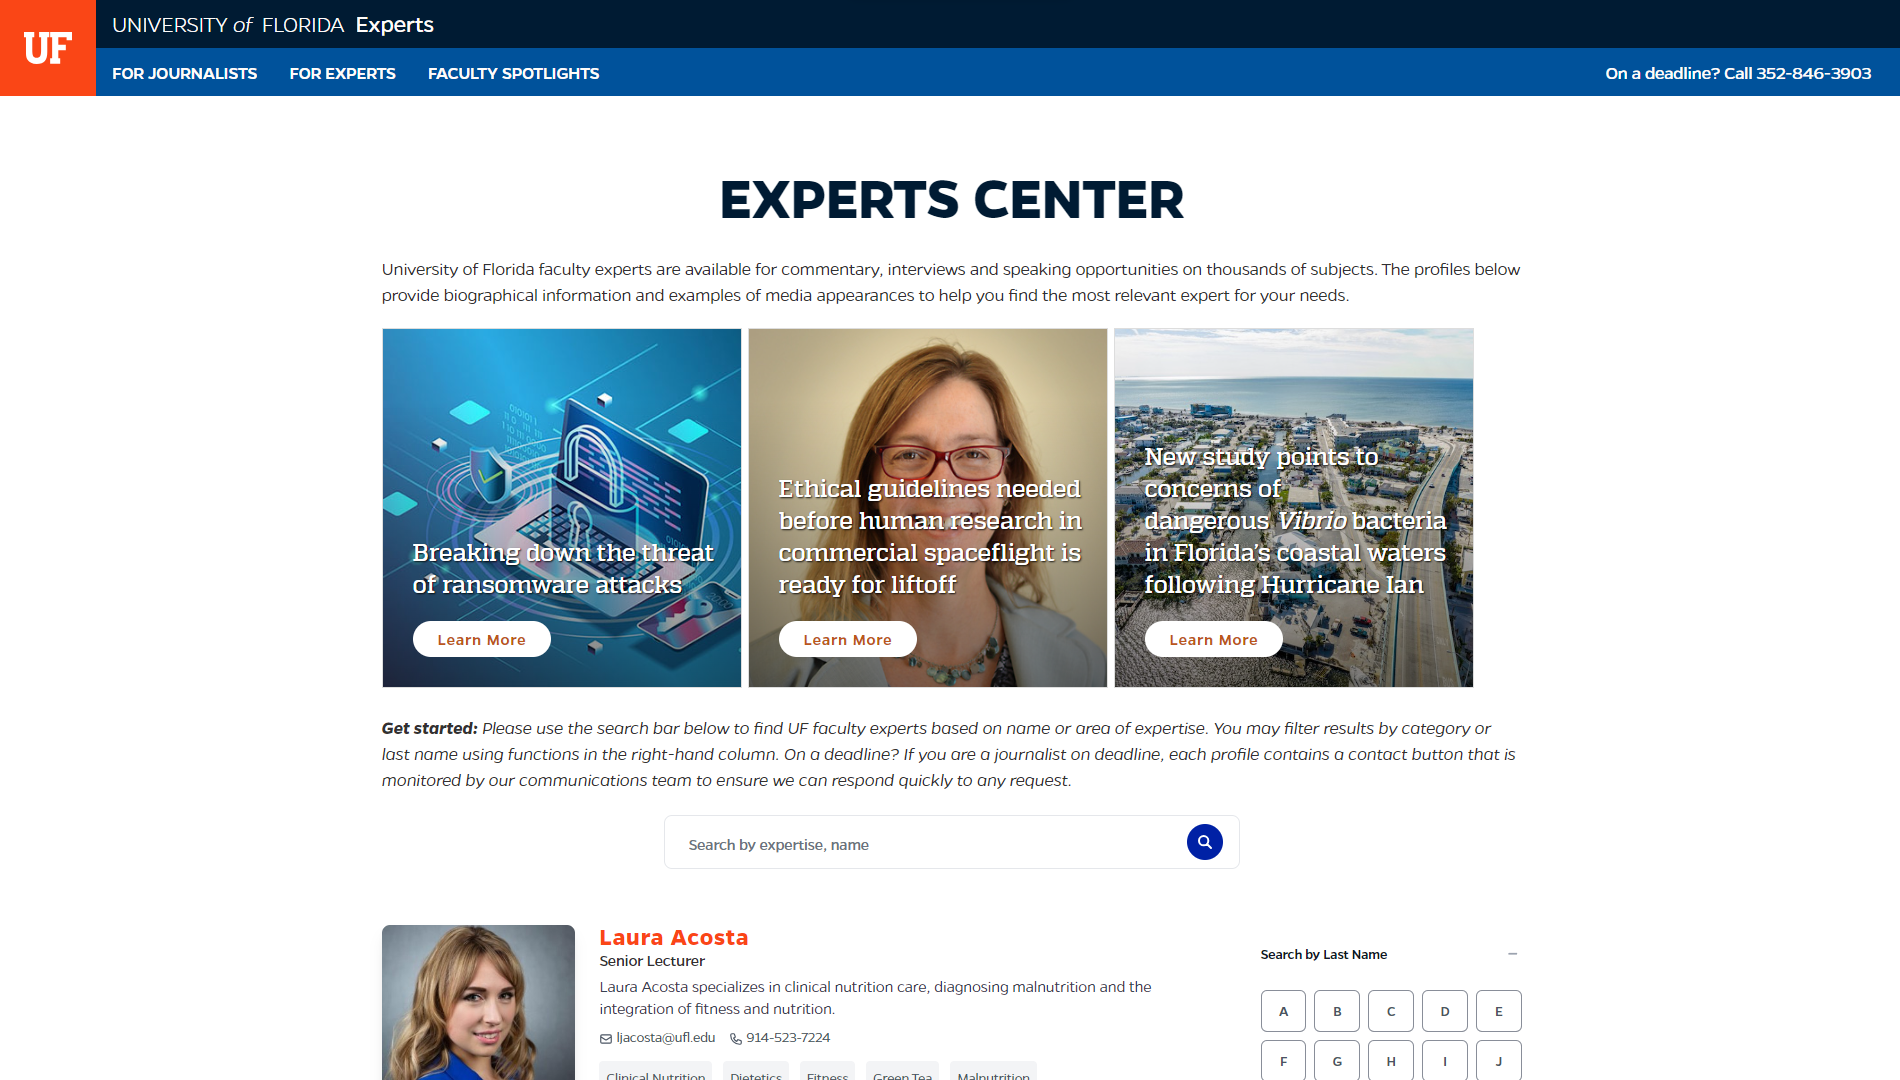 UF
UNIVERSITY of FLORIDA Experts
FOR JOURNALISTS FOR EXPERTS FACULTY SPOTLIGHTS On a deadline? Call 352-846-3903
EXPERTS CENTER
University of Florida faculty experts are available for commentary, interviews and speaking opportunities on thousands of subjects. The profiles below
provide biographical information and examples of media appearances to help you find the most relevant expert for your needs.
Breaking down the threat
of ransomware attacks
Learn More
Ethical guidelines needed
before human research in
commercial spaceflight is
ready for liftoff
Learn More
New study points to
concerns of
dangerous Vibrio bacteria
in Florida's coastal waters
following Hurricane Ian
Learn More
Get started: Please use the search bar below to find UF faculty experts based on name or area of expertise. You may filter results by category or
last name using functions in the right-hand column. On a deadline? If you are a journalist on deadline, each profile contains a contact button that is
monitored by our communications team to ensure we can respond quickly to any request.
Search by expertise, name
Laura Acosta
Senior Lecturer
Laura Acosta specializes in clinical nutrition care, diagnosing malnutrition and the
integration of fitness and nutrition.
ljacosta@ufl.edu 914-523-7224
Clinical Nutrition Dietetics Fitness Green Tea Malnutrition
Search by Last Name
A B C D E
F G H I J